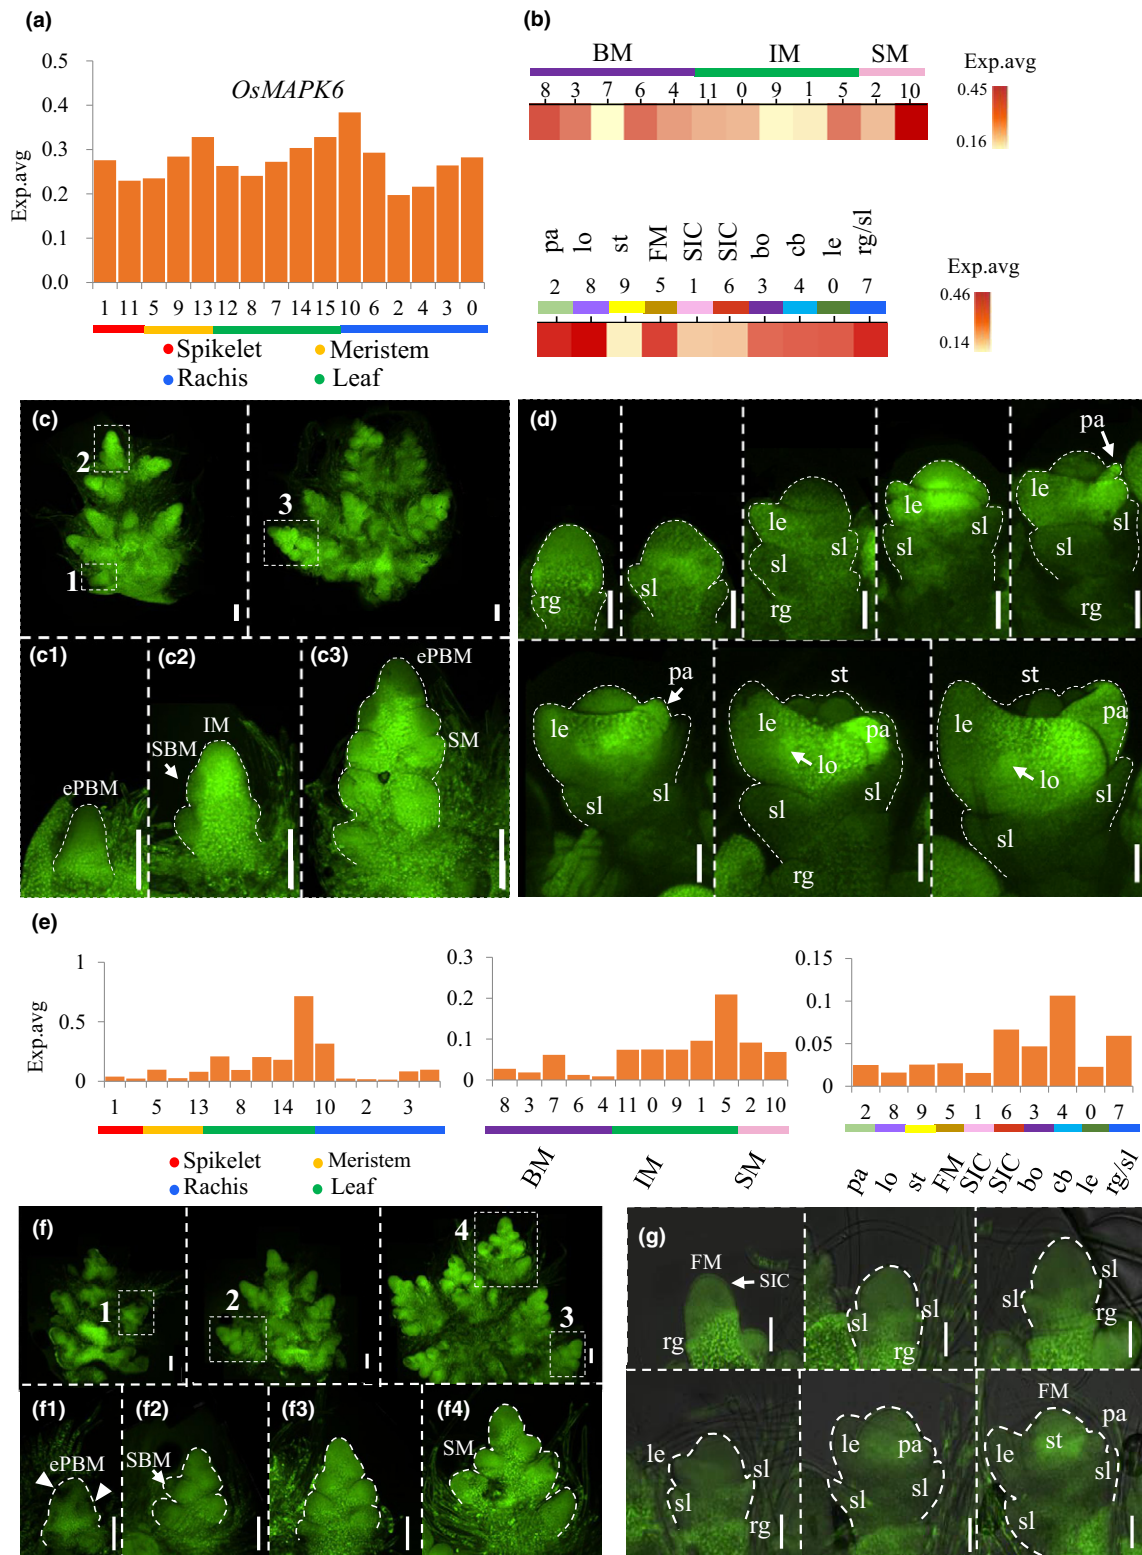 (a)
OsMAPK6
Exp.avg
0.5
0.4
0.3
0.2
0.1
0.0
1 11 5 9 13 12 8 7 14 15 10 6 2 4 3 0
Spikelet
Meristem
Rachis
Leaf
(b)
BM IM SM
8 3 7 6 4 11 0 9 1 5 2 10
Exp.avg
0.45
0.16
pa lo st FM SIC SIC bo cb le rg/sl
2 8 9 5 1 6 3 4 0 7
Exp.avg
0.46
0.14
(c)
2
1
3
(c1)
ePBM
(c2)
IM
SBM
(c3)
ePBM
SM
(d)
rg
sl
le
sl
rg
le
sl
sl
pa
le
sl
sl
rg
pa
le
sl
sl
st
le
pa
lo
sl
sl
rg
st
le
pa
lo
sl
sl
(e)
Exp.avg
1
0.5
0
1 5 13 8 14 10 2 3
Spikelet
Meristem
Rachis
Leaf
0.3
0.2
0.1
0
8 3 7 6 4 11 0 9 1 5 2 10
BM IM SM
0.15
0.1
0.05
0
2 8 9 5 1 6 3 4 0 7
pa lo st FM SIC SIC bo cb le rg/sl
(f)
1
2
4
3
(f1)
ePBM
(f2)
SBM
(f3)
(f4)
SM
(g)
FM
SIC
rg
sl
sl
rg
sl
sl
rg
le
sl
sl
rg
le
pa
sl
sl
FM
pa
le
st
sl
sl